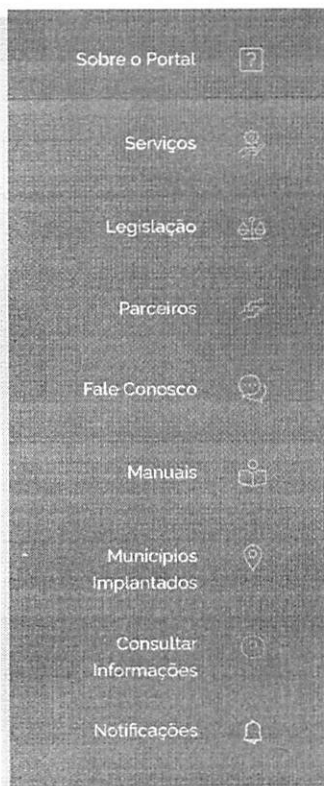 Sobre o Portal
Serviços
Legislação
Parceiros
Fale Conosco
Manuais
Municípios
Implantados
Consultar
Informações
Notificações